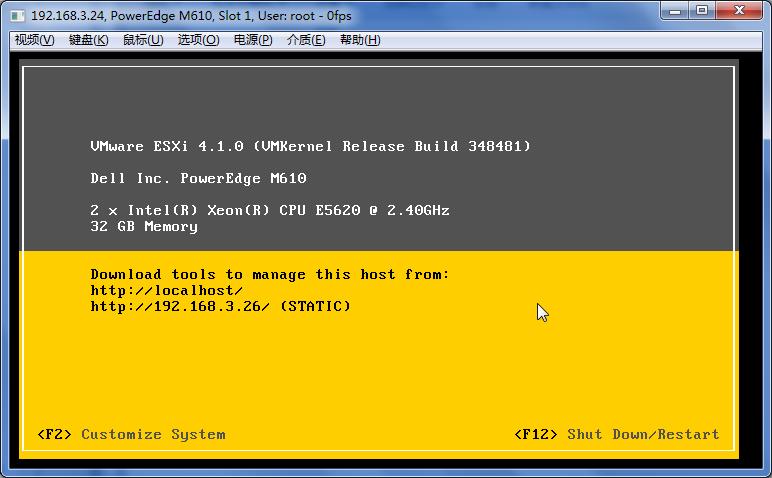 192.168.3.24, PowerEdge M610, Slot 1, User: root - 0fps
视频(V) 键盘(K) 鼠标(U) 选项(O) 电源(P) 介质(E) 帮助(H)
VMware ESXi 4.1.0 (VMKernel Release Build 348481)
Dell Inc. PowerEdge M610
2 x Intel(R) Xeon(R) CPU E5620 @ 2.40GHz
32 GB Memory
Download tools to manage this host from:
http://localhost/
http://192.168.3.26/ (STATIC)
<F2> Customize System <F12> Shut Down/Restart